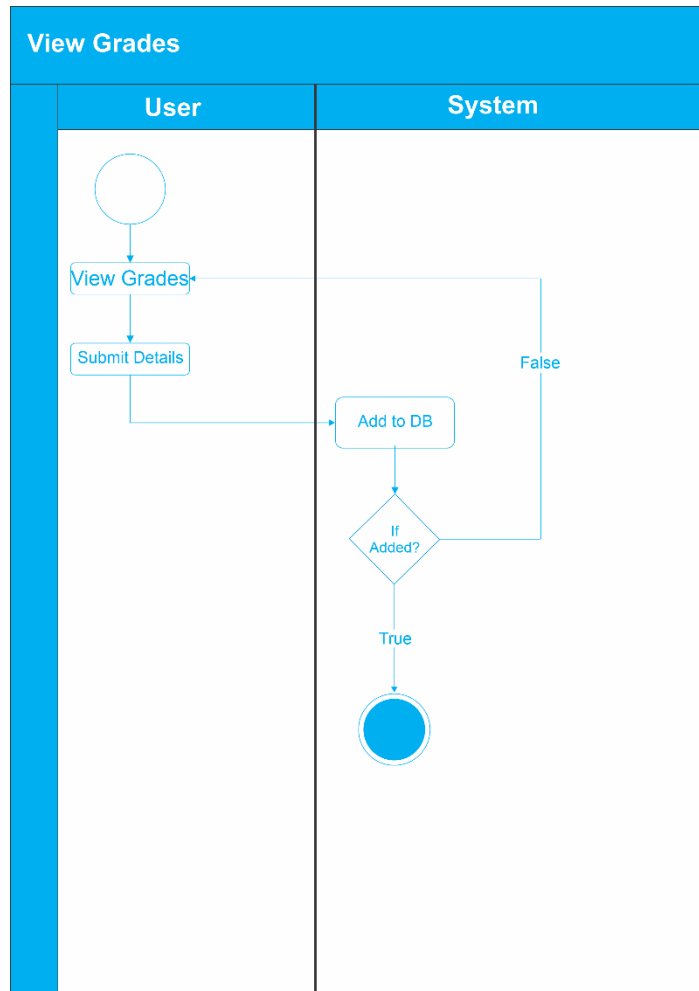 View Grades
User
System
View Grades
Submit Details
False
Add to DB
If
Added?
True